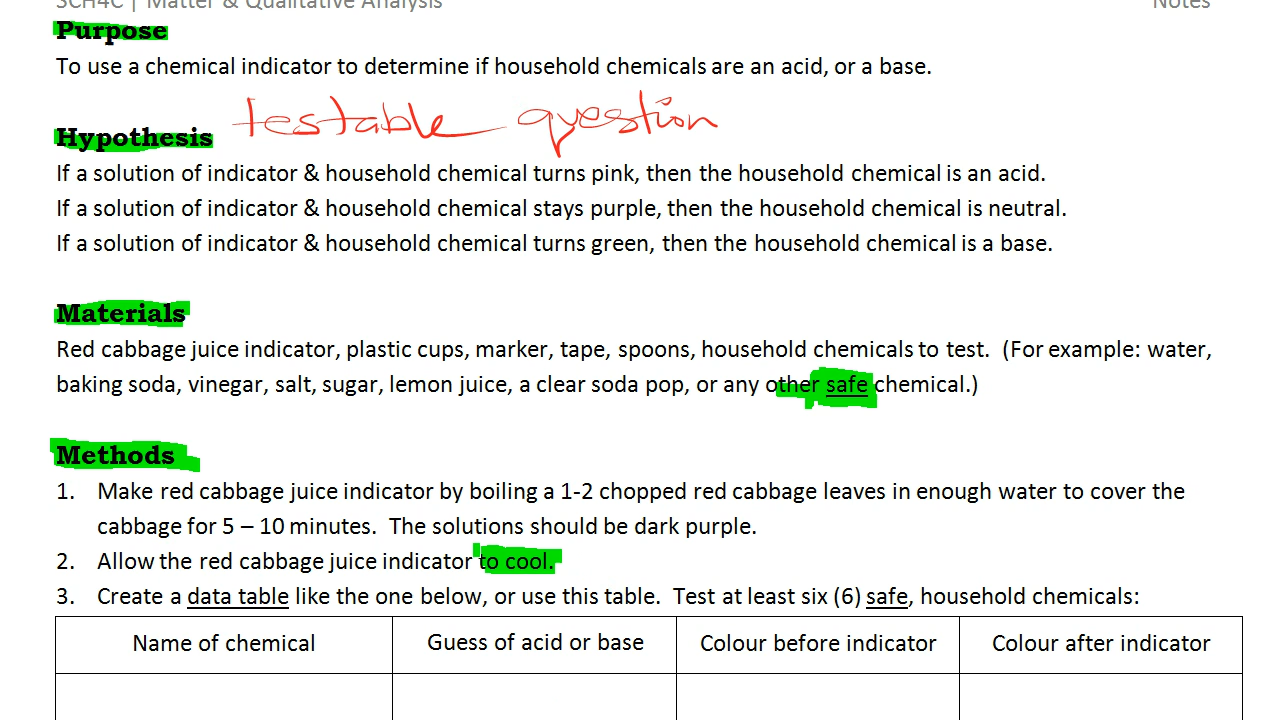 SCH4C | Matter & Qualitative Analysis Notes
Purpose
To use a chemical indicator to determine if household chemicals are an acid, or a base.
testable question
Hypothesis
If a solution of indicator & household chemical turns pink, then the household chemical is an acid.
If a solution of indicator & household chemical stays purple, then the household chemical is neutral.
If a solution of indicator & household chemical turns green, then the household chemical is a base.
Materials
Red cabbage juice indicator, plastic cups, marker, tape, spoons, household chemicals to test. (For example: water,
baking soda, vinegar, salt, sugar, lemon juice, a clear soda pop, or any other safe chemical.)
Methods
1. Make red cabbage juice indicator by boiling a 1-2 chopped red cabbage leaves in enough water to cover the
cabbage for 5 – 10 minutes. The solutions should be dark purple.
2. Allow the red cabbage juice indicator to cool.
3. Create a data table like the one below, or use this table. Test at least six (6) safe, household chemicals:
Name of chemical Guess of acid or base Colour before indicator Colour after indicator